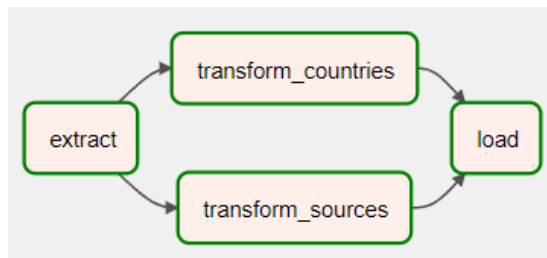 transform_countries
extract
load
transform_sources